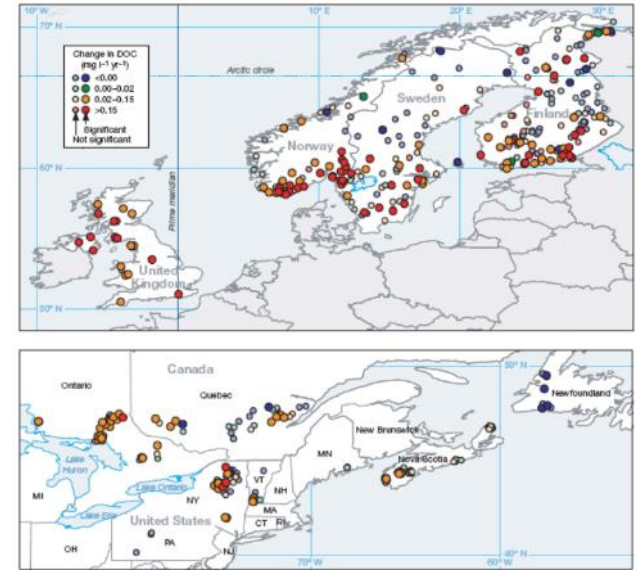 10° W
0°
10° E
20° E
30° E
70° N
Change in DOC
(mg l⁻¹ yr⁻¹)
<0.00
0.00–0.02
0.02–0.15
>0.15
Significant
Not significant
Arctic circle
Sweden
Finland
Norway
60° N
Prime meridian
United
Kingdom
50° N
Canada
50° N
Ontario
Quebec
Newfoundland
New Brunswick
MN
Nova Scotia
Lake
Huron
VT
Lake Ontario
NH
MI
NY
MA
Lake Erie
United States
CT
RI
OH
PA
NJ
70° W
60° W
40° N